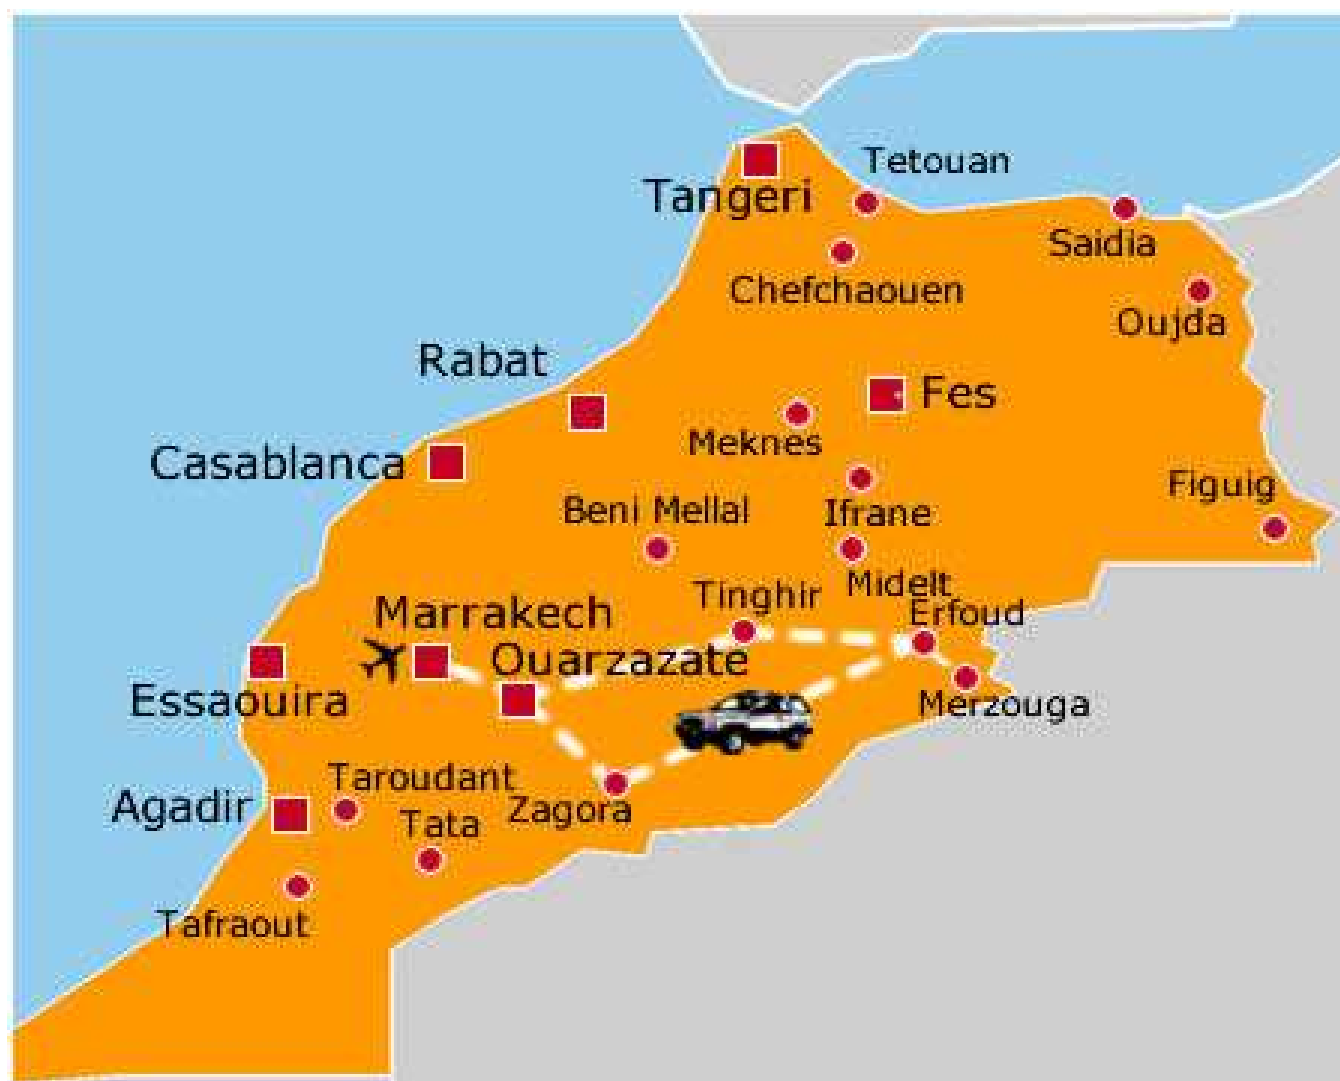 Tetouan
Tangeri
Saidia
Chefchaouen
Oujda
Rabat
Fes
Meknes
Casablanca
Figuig
Beni Mellal
Ifrane
Midelt
Tinghir
Erfoud
Marrakech
Ouarzazate
Essaouira
Merzouga
Taroudant
Agadir
Zagora
Tata
Tafraout